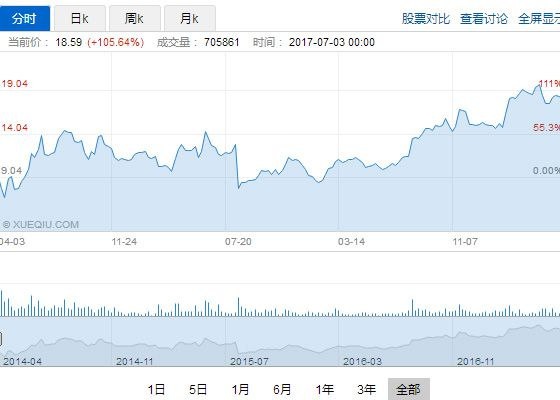 分时 日k 周k 月k 股票对比 查看讨论 全屏显示
当前价： 18.59 (+105.64%) 成交量： 705861 时间： 2017-07-03 00:00
19.04 111%
14.04 55.3%
9.04 0.00%
© XUEQIU.COM
04-03 11-24 07-20 03-14 11-07
2014-04 2014-11 2015-07 2016-03 2016-11
1日 5日 1月 6月 1年 3年 全部